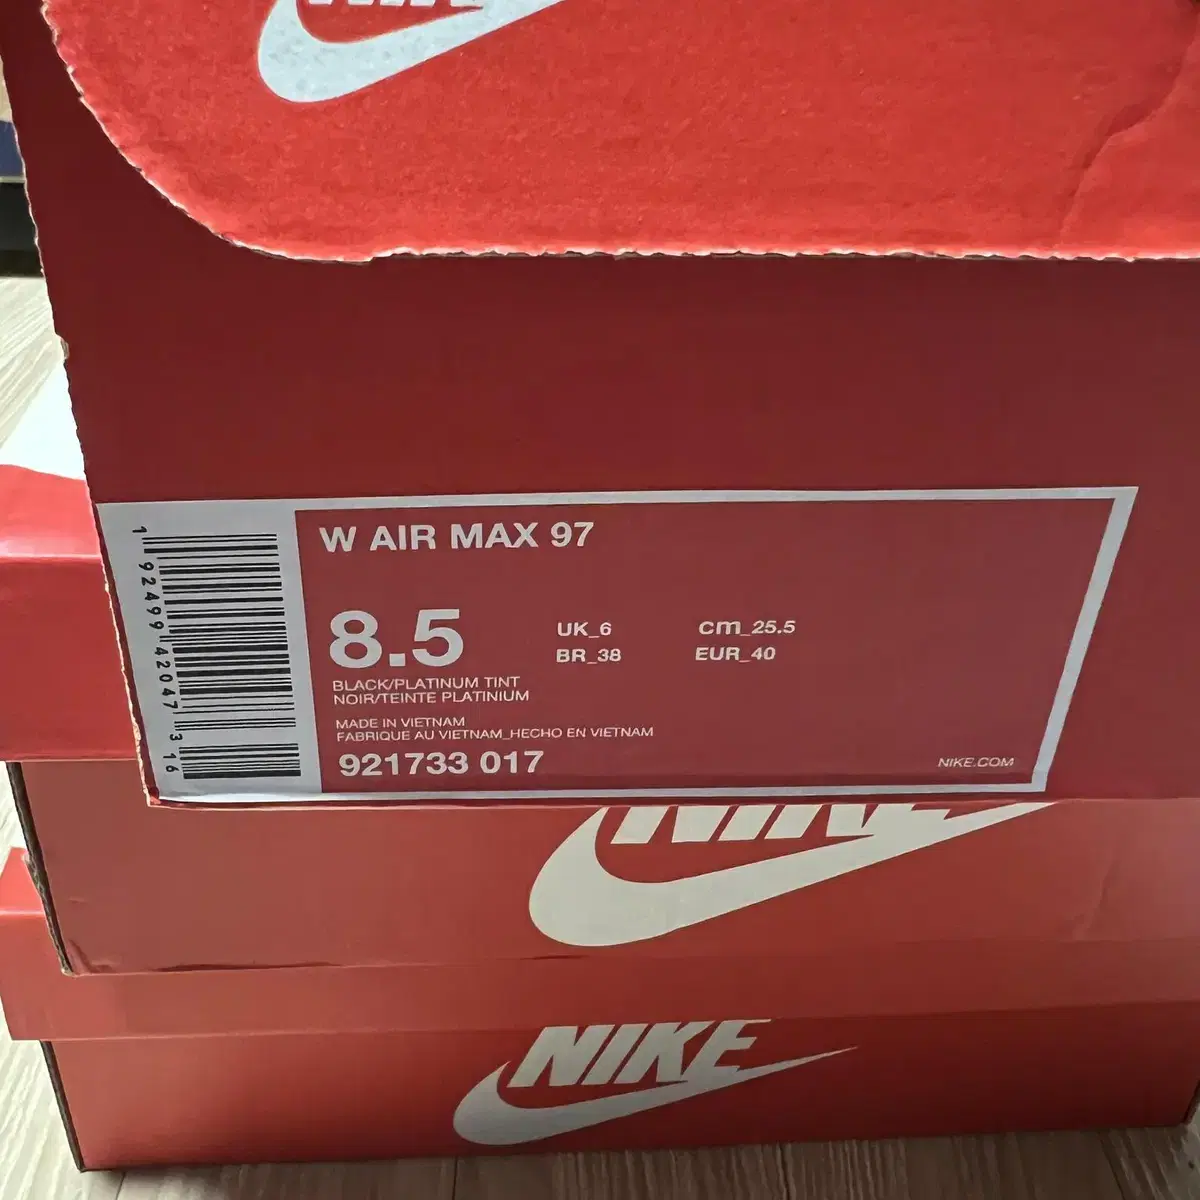 NIKE
W AIR MAX 97
8.5
UK_6
cm_25.5
BR_38
EUR_40
BLACK/PLATINUM TINT
NOIR/TEINTE PLATINIUM
MADE IN VIETNAM
FABRIQUE AU VIETNAM_HECHO EN VIETNAM
921733 017
NIKE.COM
1 92499 42047 3 16
NIKE
NIKE